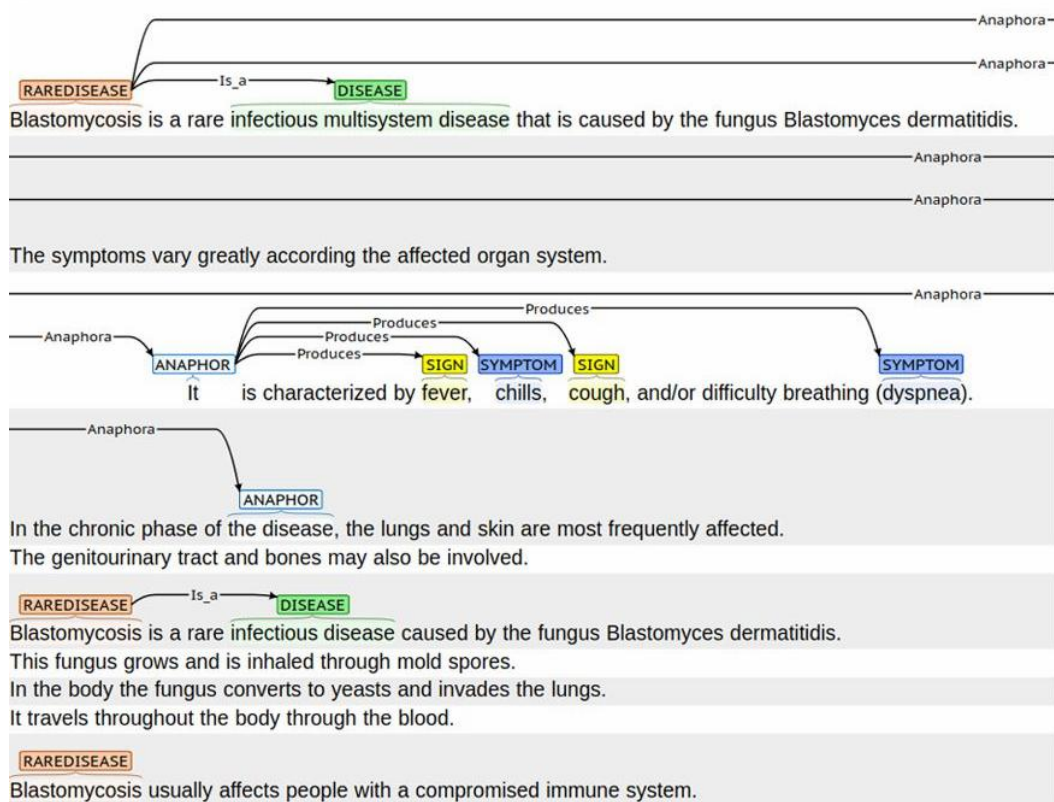 Anaphora
Anaphora
Is_a
RAREDISEASE DISEASE
Blastomycosis is a rare infectious multisystem disease that is caused by the fungus Blastomyces dermatitidis.
Anaphora
Anaphora
The symptoms vary greatly according the affected organ system.
Anaphora
Produces
Produces
Anaphora Produces
Produces
ANAPHOR SIGN SYMPTOM SIGN SYMPTOM
It is characterized by fever, chills, cough, and/or difficulty breathing (dyspnea).
Anaphora
ANAPHOR
In the chronic phase of the disease, the lungs and skin are most frequently affected.
The genitourinary tract and bones may also be involved.
Is_a
RAREDISEASE DISEASE
Blastomycosis is a rare infectious disease caused by the fungus Blastomyces dermatitidis.
This fungus grows and is inhaled through mold spores.
In the body the fungus converts to yeasts and invades the lungs.
It travels throughout the body through the blood.
RAREDISEASE
Blastomycosis usually affects people with a compromised immune system.